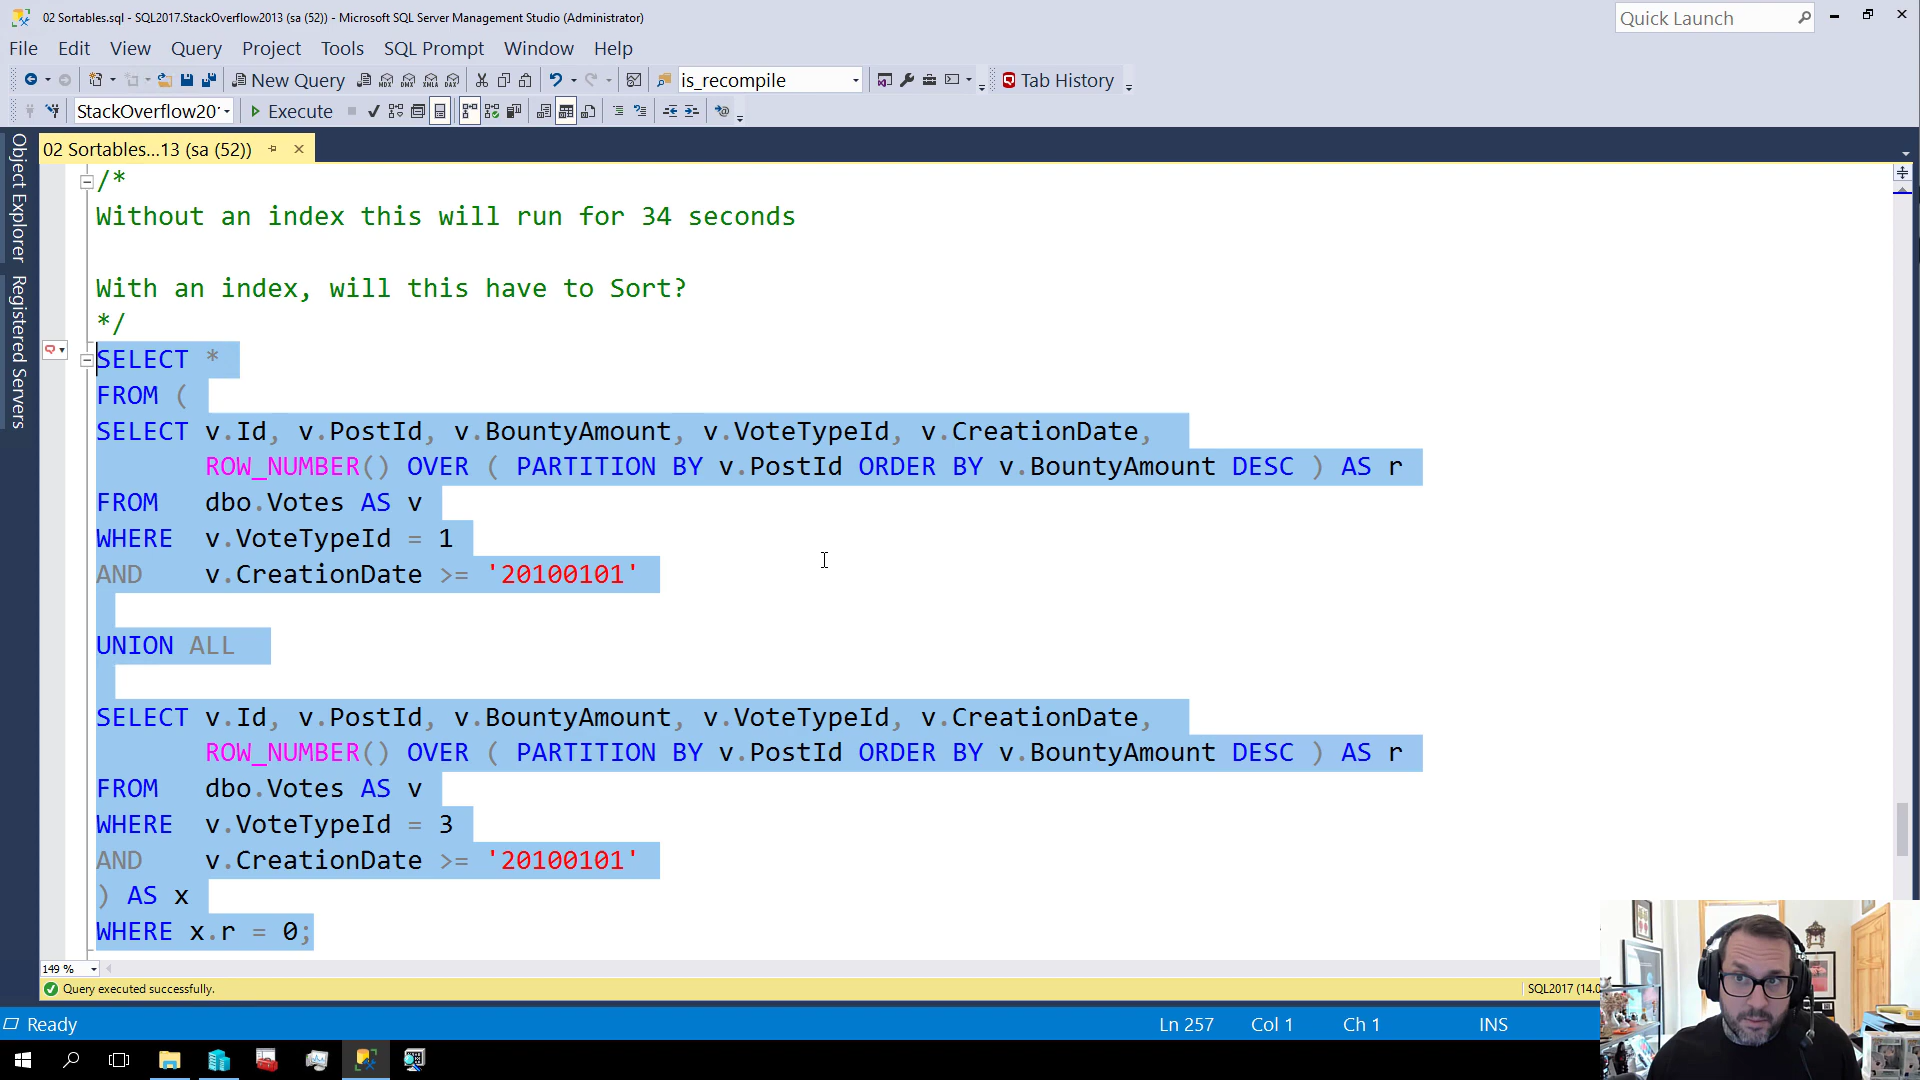 02 Sortables.sql - SQL2017.StackOverflow2013 (sa (52)) - Microsoft SQL Server Management Studio (Administrator)
Quick Launch
File Edit View Query Project Tools SQL Prompt Window Help
New Query
is_recompile
Tab History
StackOverflow20
Execute
02 Sortables...13 (sa (52))
Object Explorer
Registered Servers
/*
Without an index this will run for 34 seconds
With an index, will this have to Sort?
*/
SELECT *
FROM (
SELECT v.Id, v.PostId, v.BountyAmount, v.VoteTypeId, v.CreationDate,
ROW_NUMBER() OVER ( PARTITION BY v.PostId ORDER BY v.BountyAmount DESC ) AS r
FROM dbo.Votes AS v
WHERE v.VoteTypeId = 1
AND v.CreationDate >= '20100101'
UNION ALL
SELECT v.Id, v.PostId, v.BountyAmount, v.VoteTypeId, v.CreationDate,
ROW_NUMBER() OVER ( PARTITION BY v.PostId ORDER BY v.BountyAmount DESC ) AS r
FROM dbo.Votes AS v
WHERE v.VoteTypeId = 3
AND v.CreationDate >= '20100101'
) AS x
WHERE x.r = 0;
149 %
Query executed successfully.
SQL2017 (14.0
Ready
Ln 257 Col 1 Ch 1 INS